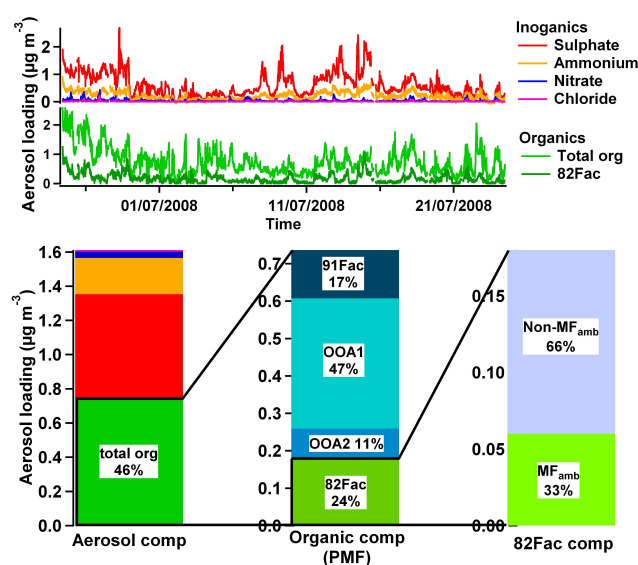 Inoganics
Sulphate
Ammonium
Nitrate
Chloride
Organics
Total org
82Fac
Aerosol loading (µg m-3)
2
1
0
2
1
0
01/07/2008
11/07/2008
21/07/2008
Time
Aerosol loading (µg m-3)
1.6
1.4
1.2
1.0
0.8
0.6
0.4
0.2
0.0
total org
46%
Aerosol comp
0.7
0.6
0.5
0.4
0.3
0.2
0.1
0.0
91Fac
17%
OOA1
47%
OOA2 11%
82Fac
24%
Organic comp
(PMF)
0.15
0.10
0.05
0.00
Non-MFamb
66%
MFamb
33%
82Fac comp